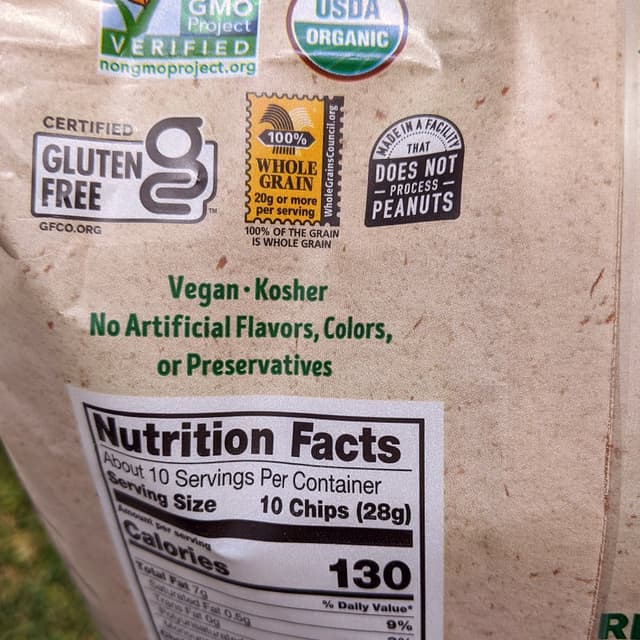 GMO
Project
VERIFIED
nongmoproject.org
USDA
ORGANIC
CERTIFIED
GLUTEN
FREE
GFCO.ORG
100%
WHOLE
GRAIN
20g or more
per serving
WholeGrainsCouncil.org
100% OF THE GRAIN
IS WHOLE GRAIN
MADE IN A FACILITY
THAT
DOES NOT
PROCESS
PEANUTS
Vegan · Kosher
No Artificial Flavors, Colors,
or Preservatives
Nutrition Facts
About 10 Servings Per Container
Serving Size 10 Chips (28g)
Amount per serving
Calories 130
% Daily Value*
Total Fat 7g 9%
Saturated Fat 0.5g
Trans Fat 0g